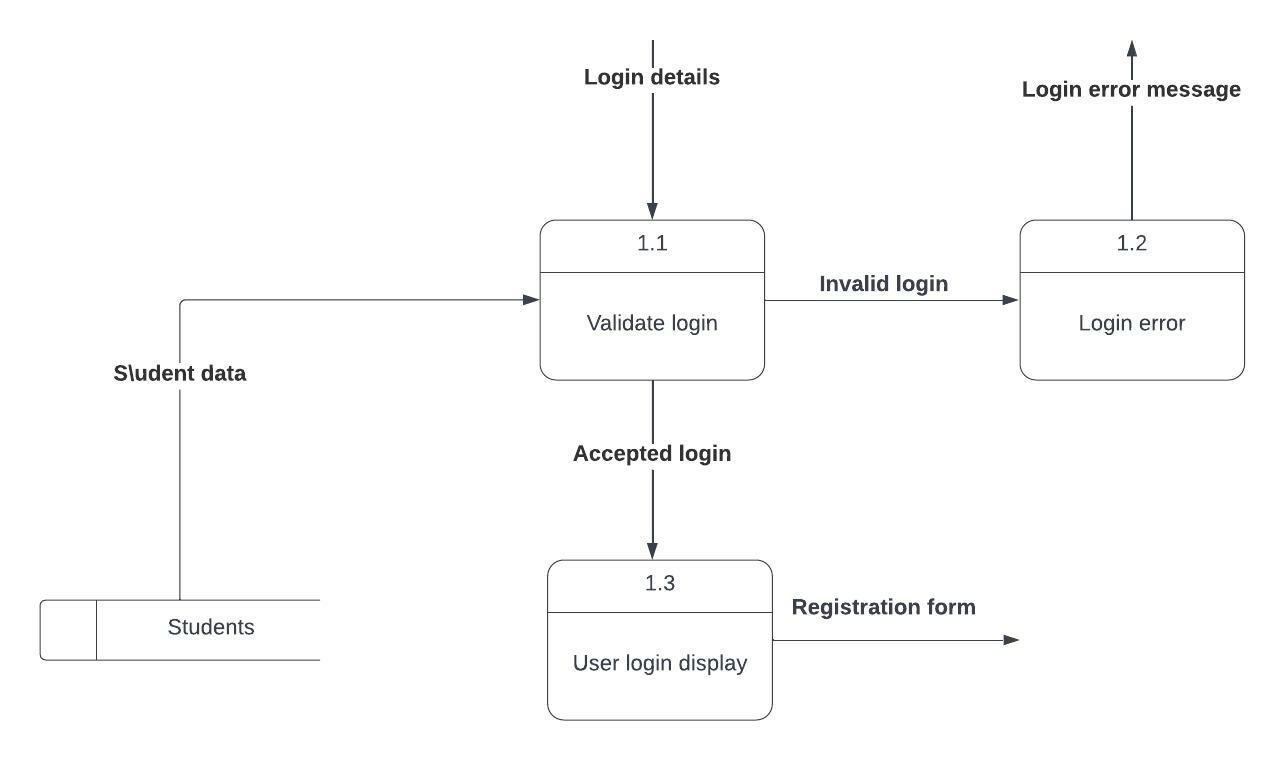 Login details
Login error message
1.1
1.2
Invalid login
Validate login
Login error
S\udent data
Accepted login
1.3
Registration form
Students
User login display